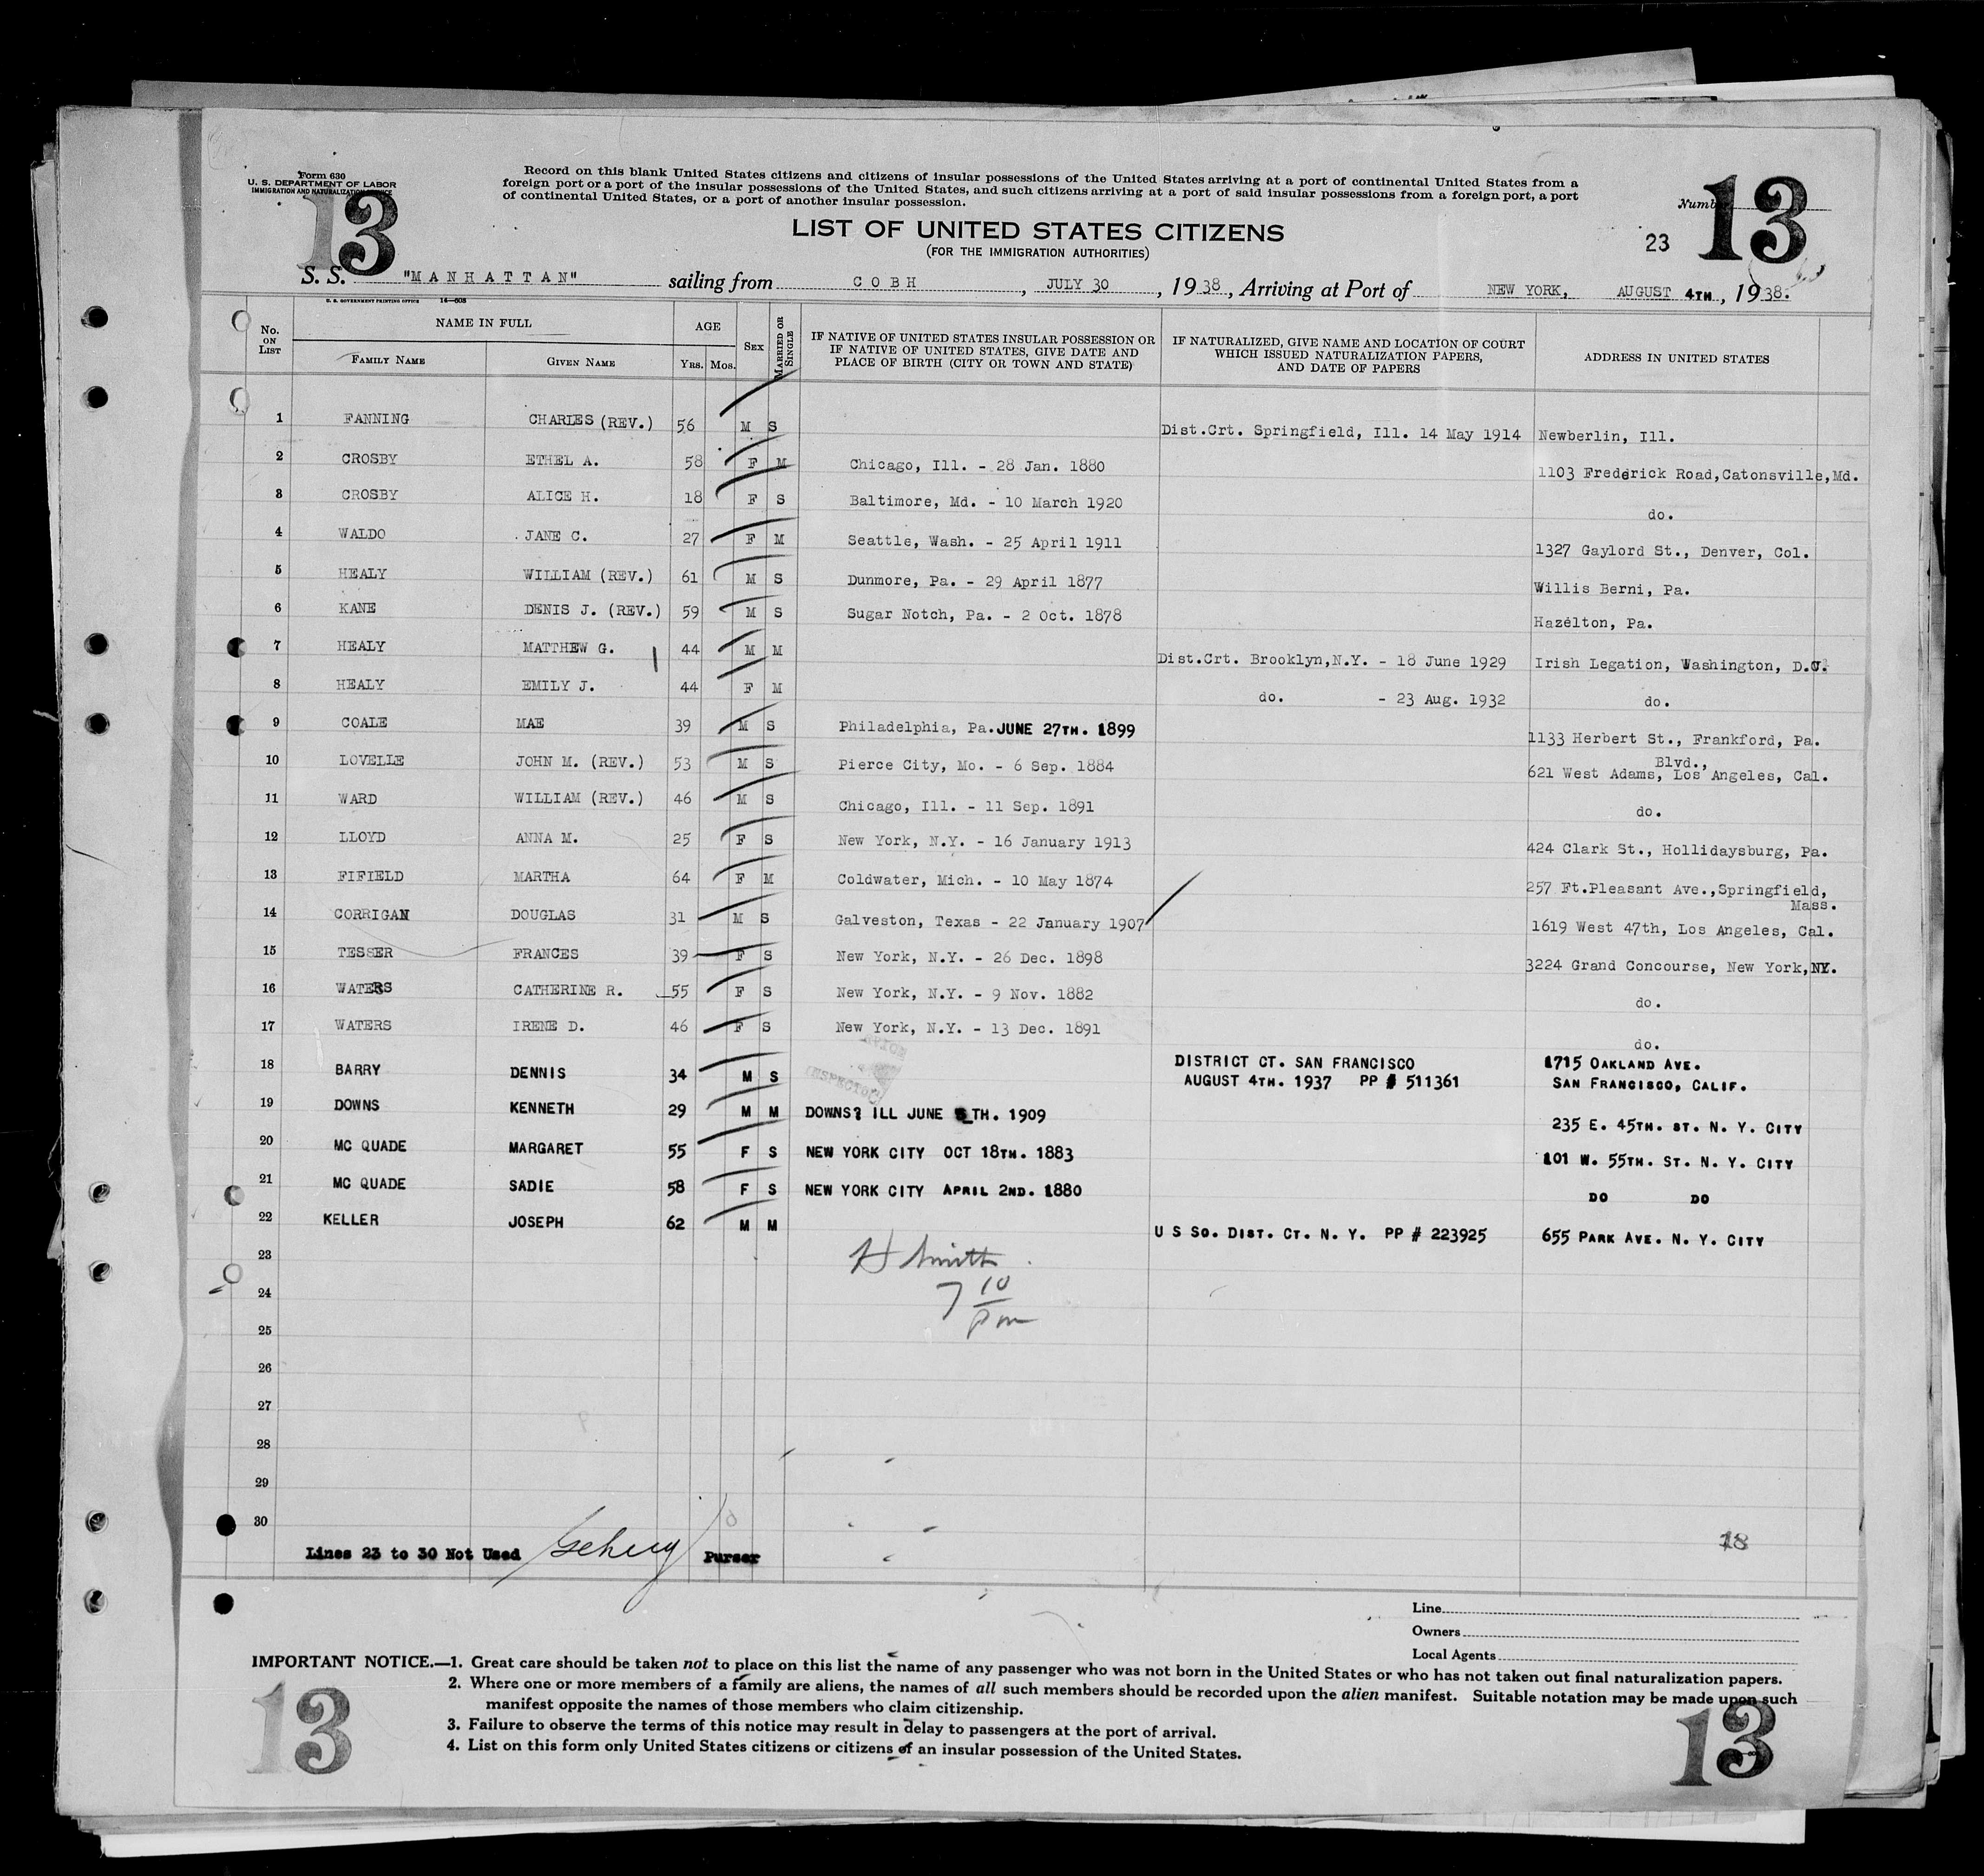 Form 630
U. S. DEPARTMENT OF LABOR
IMMIGRATION AND NATURALIZATION SERVICE
13
Record on this blank United States citizens and citizens of insular possessions of the United States arriving at a port of continental United States from a
foreign port or a port of the insular possessions of the United States, and such citizens arriving at a port of said insular possessions from a foreign port, a port
of continental United States, or a port of another insular possession.
LIST OF UNITED STATES CITIZENS
(FOR THE IMMIGRATION AUTHORITIES)
Number
13
23
S. S. "MANHATTAN" sailing from COBH, JULY 30, 1938, Arriving at Port of NEW YORK, AUGUST 4TH, 1938.
U. S. GOVERNMENT PRINTING OFFICE 16—508
No. ON LIST
NAME IN FULL
FAMILY NAME GIVEN NAME
AGE
YRS. MOS.
SEX
MARRIED OR SINGLE
IF NATIVE OF UNITED STATES INSULAR POSSESSION OR
IF NATIVE OF UNITED STATES, GIVE DATE AND
PLACE OF BIRTH (CITY OR TOWN AND STATE)
IF NATURALIZED, GIVE NAME AND LOCATION OF COURT
WHICH ISSUED NATURALIZATION PAPERS,
AND DATE OF PAPERS
ADDRESS IN UNITED STATES
1 FANNING CHARLES (REV.) 56 M S Dist.Crt. Springfield, Ill. 14 May 1914 Newberlin, Ill.
2 CROSBY ETHEL A. 58 F M Chicago, Ill. - 28 Jan. 1880 1103 Frederick Road,Catonsville,Md.
3 CROSBY ALICE H. 18 F S Baltimore, Md. - 10 March 1920 do.
4 WALDO JANE C. 27 F M Seattle, Wash. - 25 April 1911 1327 Gaylord St., Denver, Col.
5 HEALY WILLIAM (REV.) 61 M S Dunmore, Pa. - 29 April 1877 Willis Berni, Pa.
6 KANE DENIS J. (REV.) 59 M S Sugar Notch, Pa. - 2 Oct. 1878 Hazelton, Pa.
7 HEALY MATTHEW G. 44 M M Dist.Crt. Brooklyn,N.Y. - 18 June 1929 Irish Legation, Washington, D.C.
8 HEALY EMILY J. 44 F M do. - 23 Aug. 1932 do.
9 COALE MAE 39 M S Philadelphia, Pa. JUNE 27TH. 1899 1133 Herbert St., Frankford, Pa.
10 LOVELLE JOHN M. (REV.) 53 M S Pierce City, Mo. - 6 Sep. 1884 621 West Adams, Blvd., Los Angeles, Cal.
11 WARD WILLIAM (REV.) 46 M S Chicago, Ill. - 11 Sep. 1891 do.
12 LLOYD ANNA M. 25 F S New York, N.Y. - 16 January 1913 424 Clark St., Hollidaysburg, Pa.
13 FIFIELD MARTHA 64 F M Coldwater, Mich. - 10 May 1874 257 Ft.Pleasant Ave.,Springfield,
Mass.
14 CORRIGAN DOUGLAS 31 M S Galveston, Texas - 22 January 1907 1619 West 47th, Los Angeles, Cal.
15 TESSER FRANCES 39 F S New York, N.Y. - 26 Dec. 1898 3224 Grand Concourse, New York,NY.
16 WATERS CATHERINE R. 55 F S New York, N.Y. - 9 Nov. 1882 do.
17 WATERS IRENE D. 46 F S New York, N.Y. - 13 Dec. 1891 do.
18 BARRY DENNIS 34 M S DISTRICT CT. SAN FRANCISCO 1715 OAKLAND AVE.
AUGUST 4TH. 1937 PP # 511361 SAN FRANCISCO, CALIF.
INSPECTOR
19 DOWNS KENNETH 29 M M DOWNS? ILL JUNE TH. 1909 235 E. 45TH. ST. N. Y. CITY
20 MC QUADE MARGARET 55 F S NEW YORK CITY OCT 18TH. 1883 101 W. 55TH. ST. N. Y. CITY
21 MC QUADE SADIE 58 F S NEW YORK CITY APRIL 2ND. 1880 DO DO
22 KELLER JOSEPH 62 M M U S SO. DIST. CT. N. Y. PP # 223925 655 PARK AVE. N. Y. CITY
23
H Smith
24
7 10
pm
25
26
27
28
29
30
Lines 23 to 30 Not Used Purser
18
Line
Owners
Local Agents
IMPORTANT NOTICE.—1. Great care should be taken not to place on this list the name of any passenger who was not born in the United States or who has not taken out final naturalization papers.
2. Where one or more members of a family are aliens, the names of all such members should be recorded upon the alien manifest. Suitable notation may be made upon such
manifest opposite the names of those members who claim citizenship.
3. Failure to observe the terms of this notice may result in delay to passengers at the port of arrival.
4. List on this form only United States citizens or citizens of an insular possession of the United States.
13
13